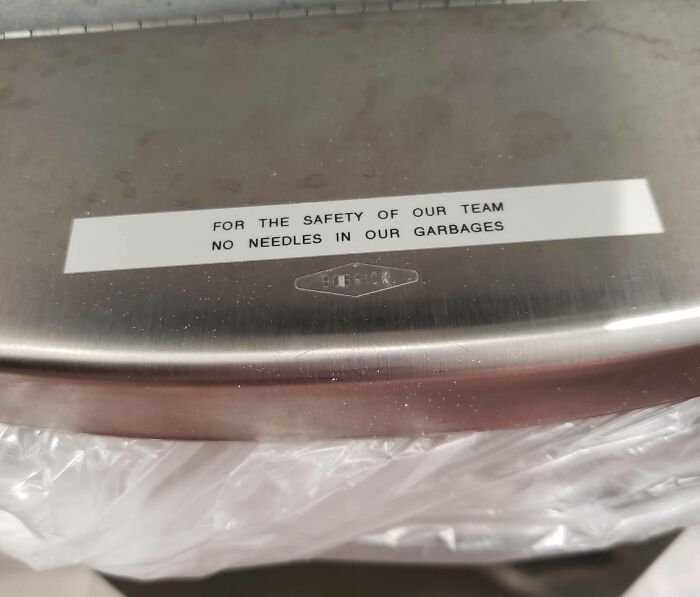 FOR THE SAFETY OF OUR TEAM
NO NEEDLES IN OUR GARBAGES